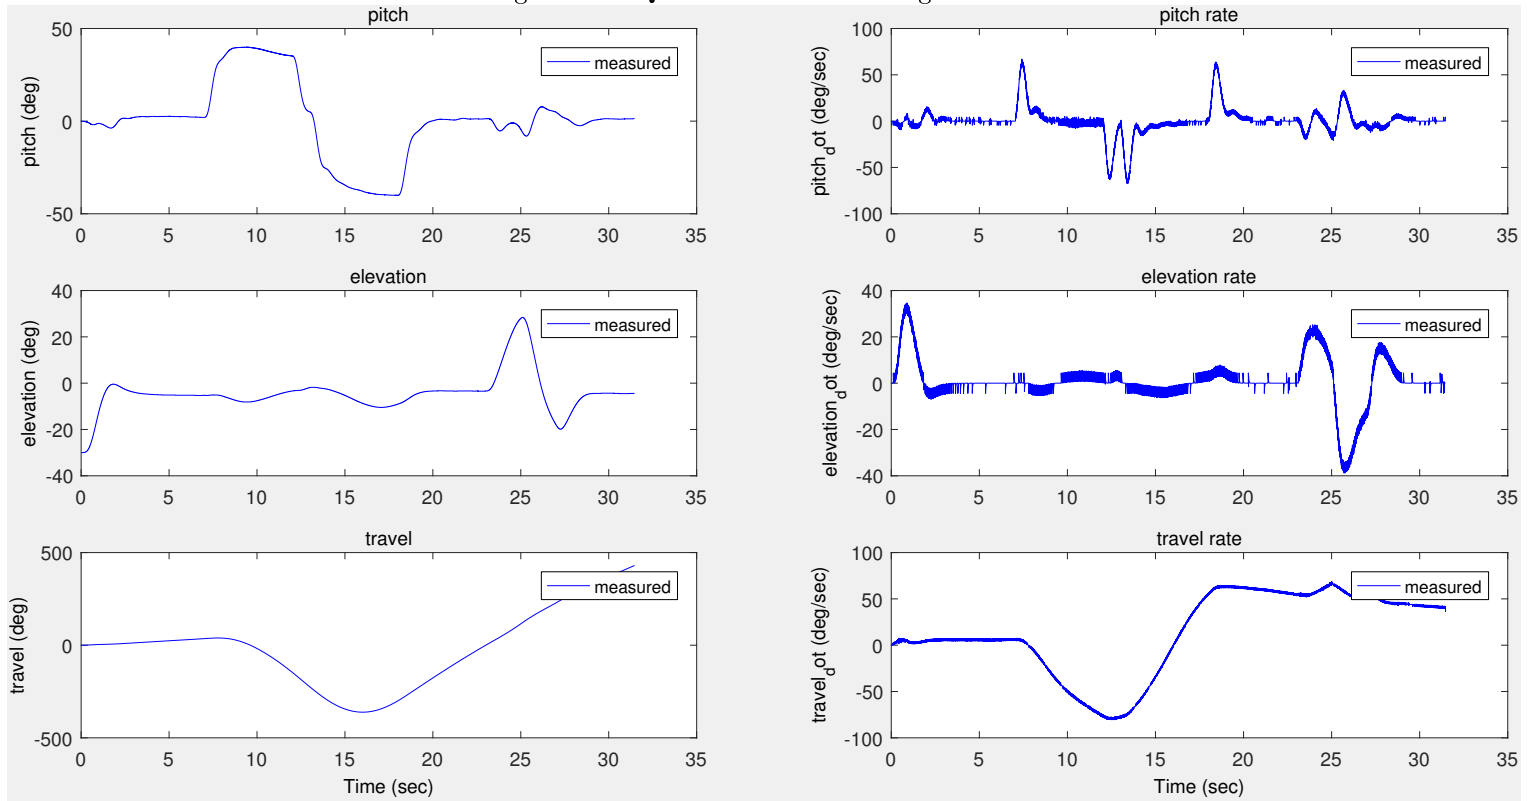 pitch
50
0
-50
pitch (deg)
measured
0 5 10 15 20 25 30 35
pitch rate
100
50
0
-50
-100
pitch_dot (deg/sec)
measured
0 5 10 15 20 25 30 35
elevation
40
20
0
-20
-40
elevation (deg)
measured
0 5 10 15 20 25 30 35
elevation rate
40
20
0
-20
-40
elevation_dot (deg/sec)
measured
0 5 10 15 20 25 30 35
travel
500
0
-500
travel (deg)
measured
0 5 10 15 20 25 30 35
Time (sec)
travel rate
100
50
0
-50
-100
travel_dot (deg/sec)
measured
0 5 10 15 20 25 30 35
Time (sec)